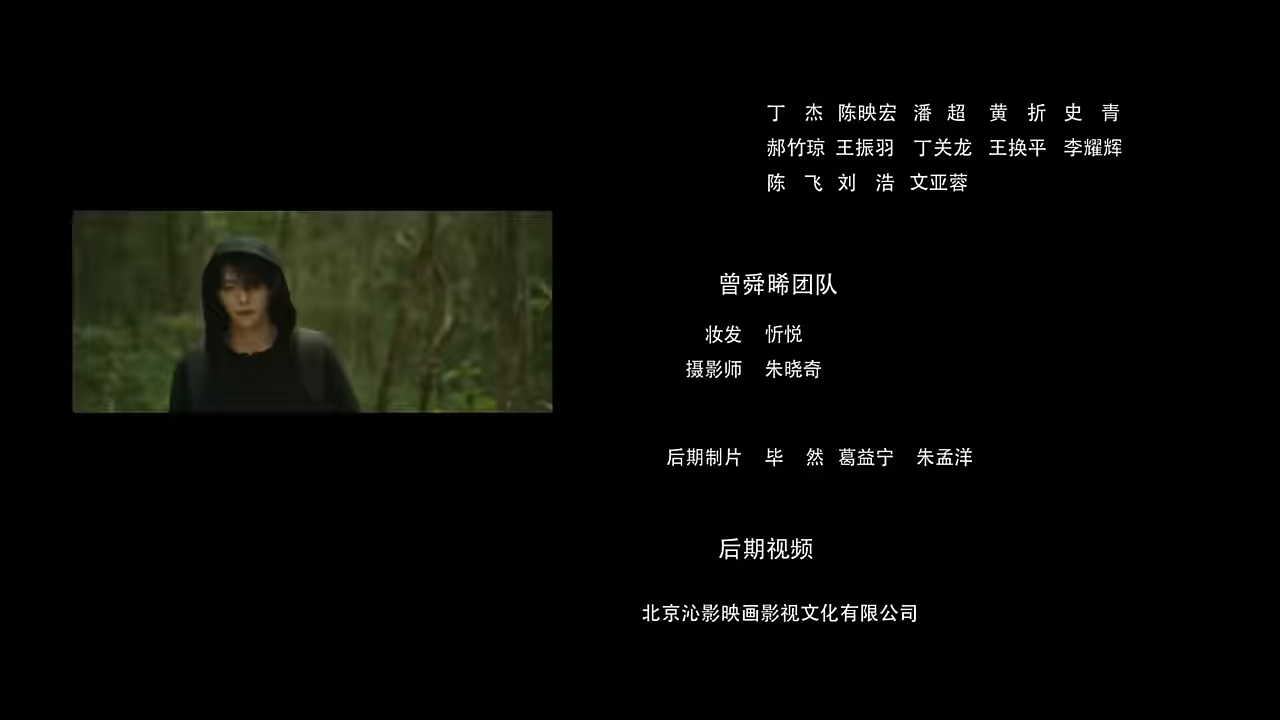 丁 杰 陈映宏 潘 超 黄 折 史 青
郝竹琼 王振羽 丁关龙 王换平 李耀辉
陈 飞 刘 浩 文亚蓉
曾舜晞团队
妆发 忻悦
摄影师 朱晓奇
后期制片 毕 然 葛益宁 朱孟洋
后期视频
北京沁影映画影视文化有限公司